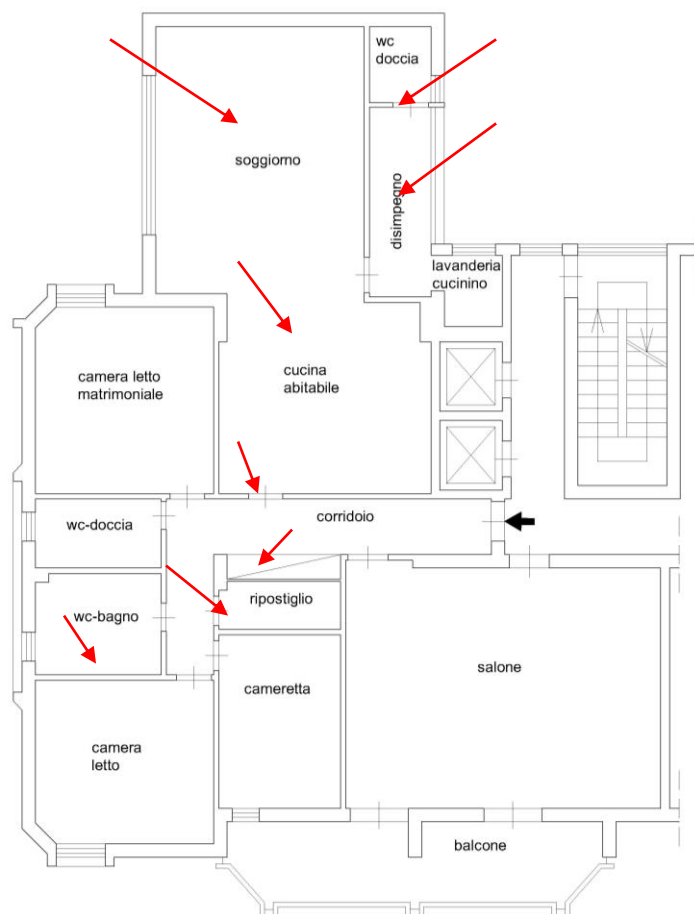 wc
doccia
soggiorno
disimpegno
lavanderia
cucinino
camera letto
matrimoniale
cucina
abitabile
wc-doccia
corridoio
ripostiglio
wc-bagno
salone
cameretta
camera
letto
balcone